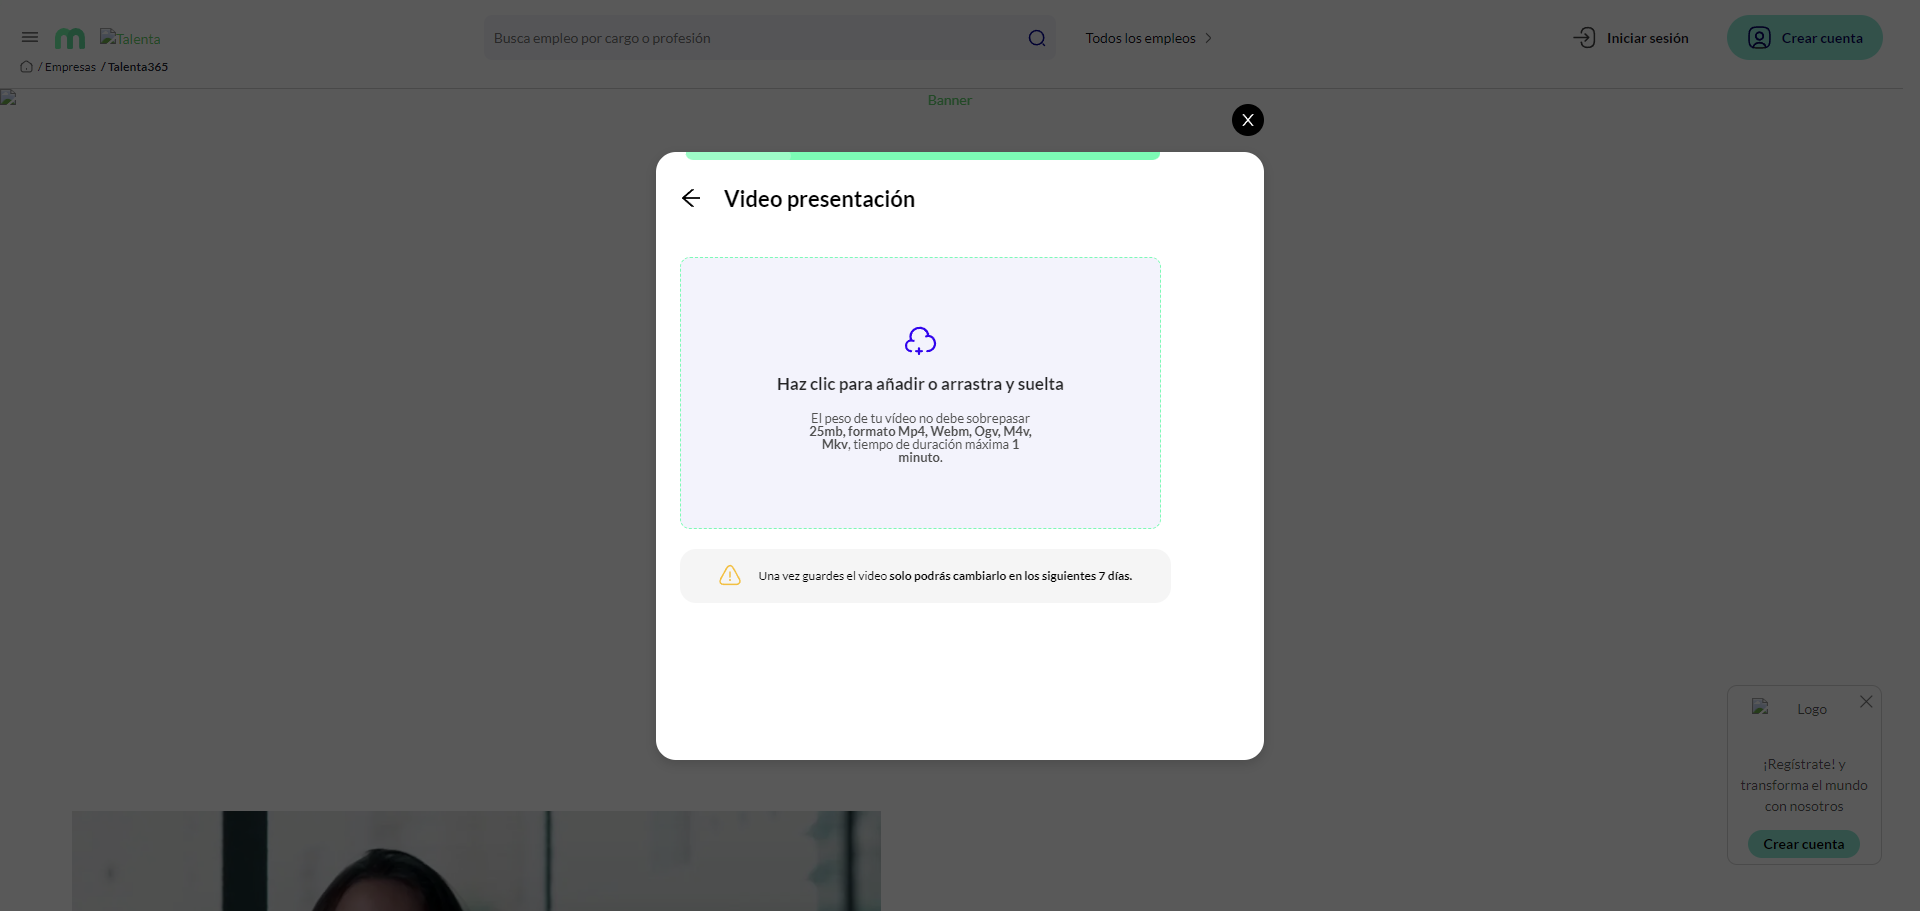 Talenta
Busca empleo por cargo o profesión
Todos los empleos
Iniciar sesión
Crear cuenta
/ Empresas / Talenta365
Banner
X
Video presentación
Haz clic para añadir o arrastra y suelta
El peso de tu vídeo no debe sobrepasar
25mb, formato Mp4, Webm, Ogv, M4v,
Mkv, tiempo de duración máxima 1
minuto.
Una vez guardes el video solo podrás cambiarlo en los siguientes 7 días.
Logo
¡Regístrate! y
transforma el mundo
con nosotros
Crear cuenta